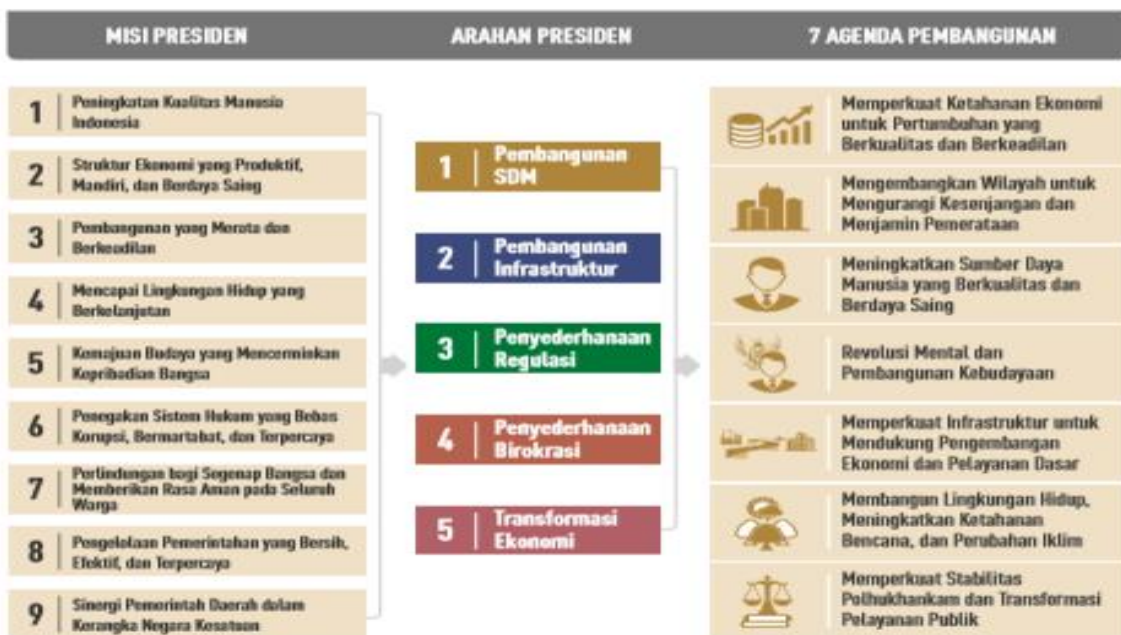 MISI PRESIDEN
ARAHAN PRESIDEN
7 AGENDA PEMBANGUNAN
1
Peningkatan Kualitas Manusia
Indonesia
2
Struktur Ekonomi yang Produktif,
Mandiri, dan Berdaya Saing
3
Pembangunan yang Merata dan
Berkeadilan
4
Mencapai Lingkungan Hidup yang
Berkelanjutan
5
Kemajuan Budaya yang Mencerminkan
Kepribadian Bangsa
6
Penegakan Sistem Hukum yang Bebas
Korupsi, Bermartabat, dan Terpercaya
7
Perlindungan bagi Segenap Bangsa dan
Memberikan Rasa Aman pada Seluruh
Warga
8
Pengelolaan Pemerintahan yang Bersih,
Efektif, dan Terpercaya
9
Sinergi Pemerintah Daerah dalam
Kerangka Negara Kesatuan
1
Pembangunan
SDM
2
Pembangunan
Infrastruktur
3
Penyederhanaan
Regulasi
4
Penyederhanaan
Birokrasi
5
Transformasi
Ekonomi
Memperkuat Ketahanan Ekonomi
untuk Pertumbuhan yang
Berkualitas dan Berkeadilan
Mengembangkan Wilayah untuk
Mengurangi Kesenjangan dan
Menjamin Pemerataan
Meningkatkan Sumber Daya
Manusia yang Berkualitas dan
Berdaya Saing
Revolusi Mental dan
Pembangunan Kebudayaan
Memperkuat Infrastruktur untuk
Mendukung Pengembangan
Ekonomi dan Pelayanan Dasar
Membangun Lingkungan Hidup,
Meningkatkan Ketahanan
Bencana, dan Perubahan Iklim
Memperkuat Stabilitas
Polhukhankam dan Transformasi
Pelayanan Publik